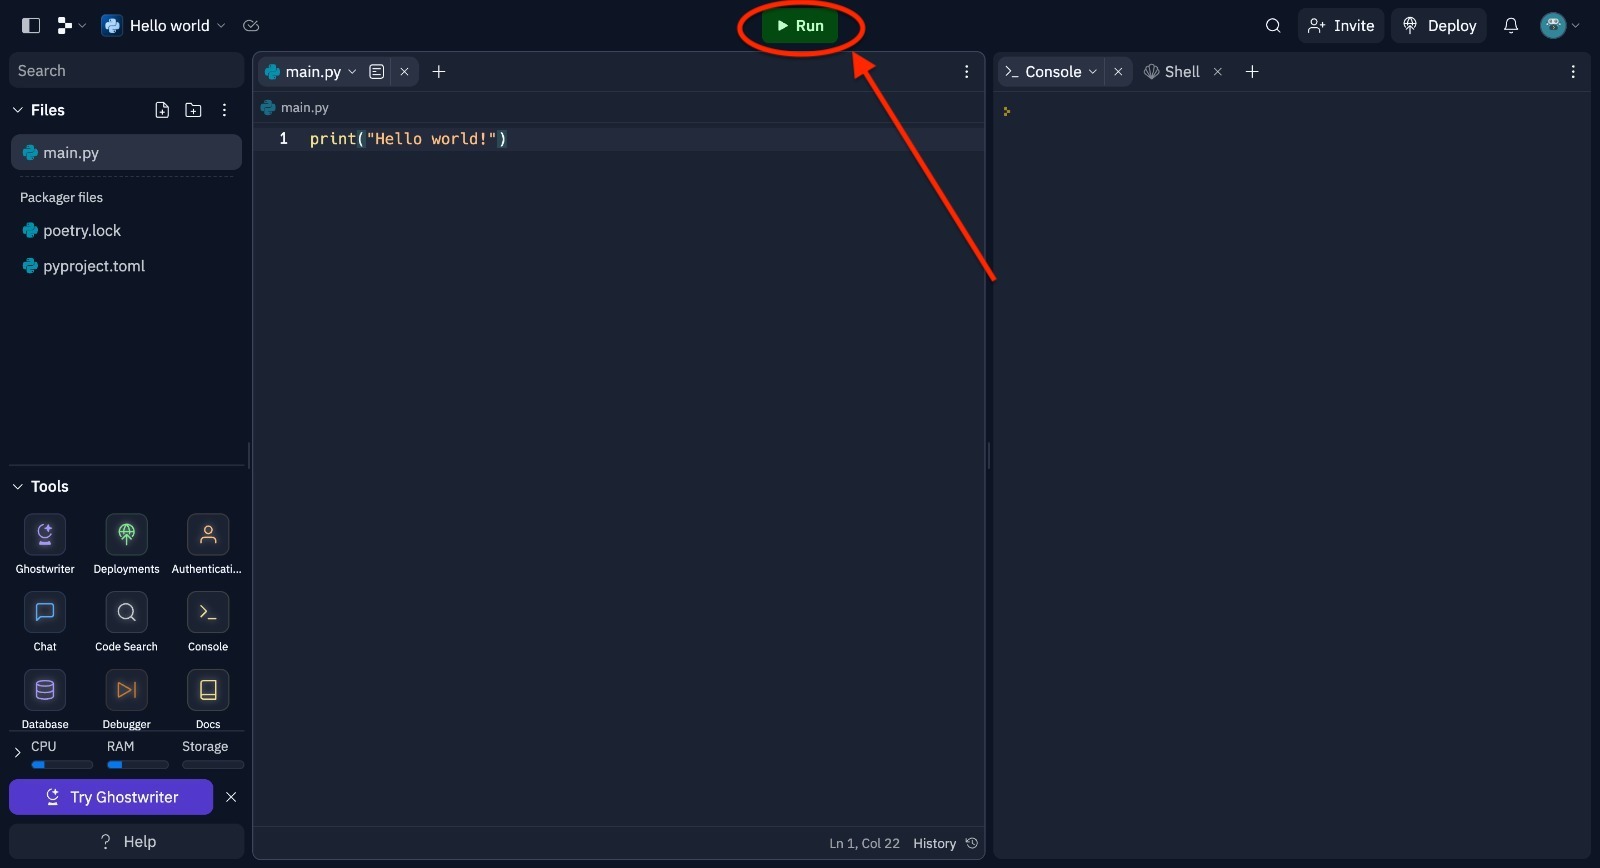 Hello world
Run
Invite
Deploy
Search
Files
main.py
Packager files
poetry.lock
pyproject.toml
Tools
Ghostwriter
Deployments
Authenticati...
Chat
Code Search
Console
Database
Debugger
Docs
CPU
RAM
Storage
Try Ghostwriter
? Help
main.py
main.py
1 print("Hello world!")
Ln 1, Col 22
History
>_ Console
Shell